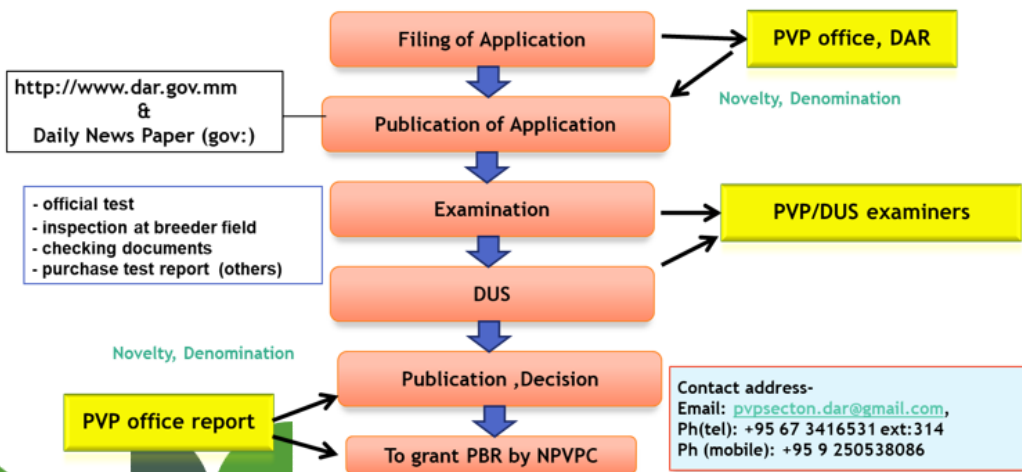 Filing of Application
PVP office, DAR
http://www.dar.gov.mm
&
Daily News Paper (gov:)
Novelty, Denomination
Publication of Application
- official test
- inspection at breeder field
- checking documents
- purchase test report (others)
Examination
PVP/DUS examiners
DUS
Novelty, Denomination
Publication ,Decision
PVP office report
Contact address-
Email: pvpsecton.dar@gmail.com,
Ph(tel): +95 67 3416531 ext:314
Ph (mobile): +95 9 250538086
To grant PBR by NPVPC